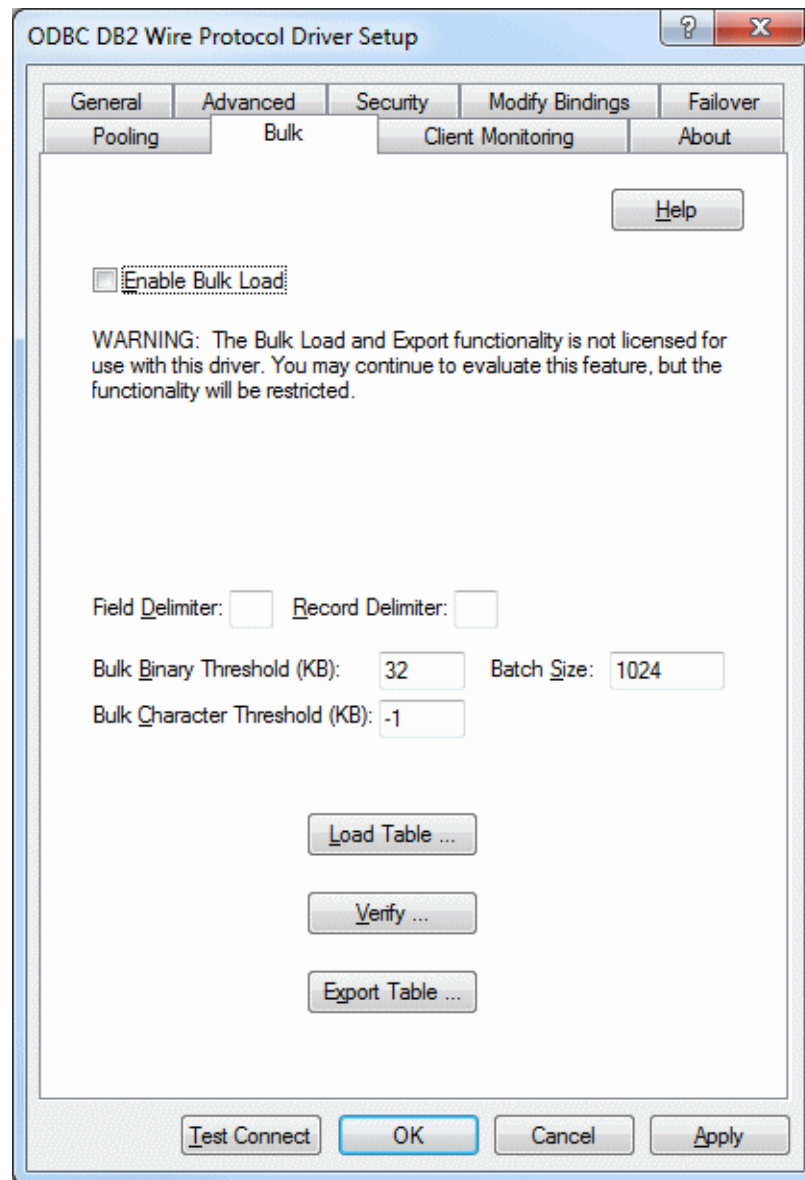 ODBC DB2 Wire Protocol Driver Setup
General Advanced Security Modify Bindings Failover
Pooling Bulk Client Monitoring About
Help
Enable Bulk Load
WARNING: The Bulk Load and Export functionality is not licensed for
use with this driver. You may continue to evaluate this feature, but the
functionality will be restricted.
Field Delimiter: Record Delimiter:
Bulk Binary Threshold (KB): 32 Batch Size: 1024
Bulk Character Threshold (KB): -1
Load Table ...
Verify ...
Export Table ...
Test Connect OK Cancel Apply